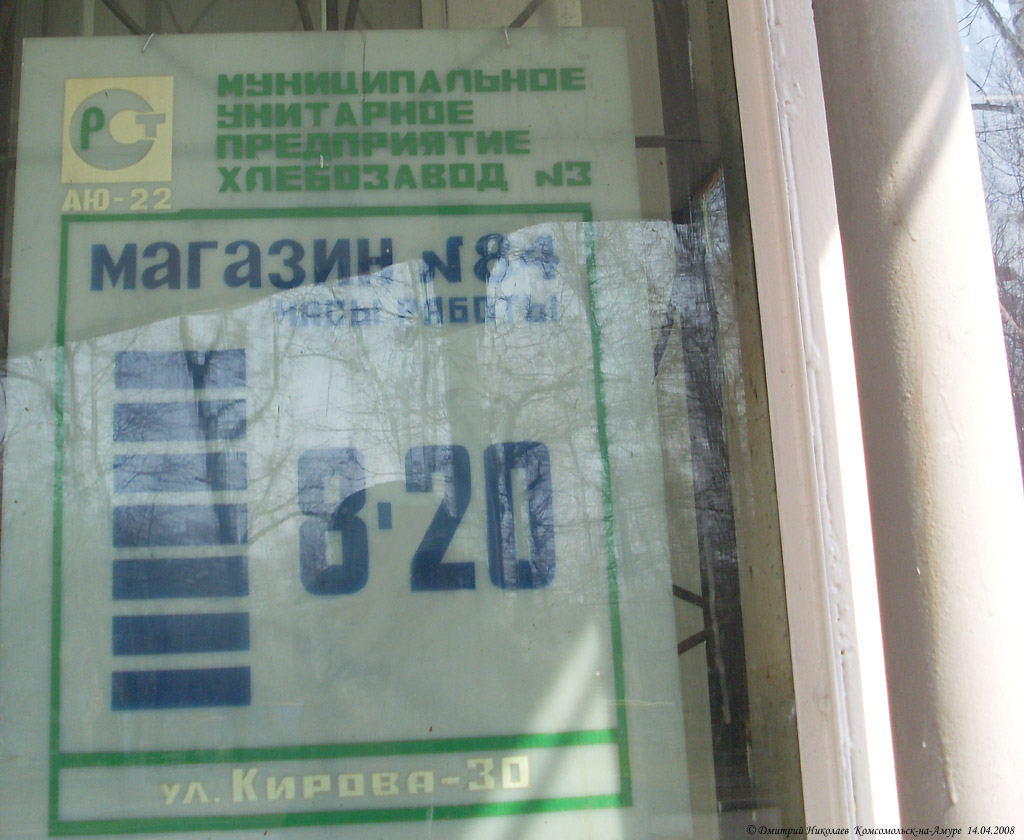 РСТ
АЮ-22
МУНИЦИПАЛЬНОЕ
УНИТАРНОЕ
ПРЕДПРИЯТИЕ
ХЛЕБОЗАВОД №3
магазин №84
ЧАСЫ РАБОТЫ
8-20
ул. Кирова-30
© Дмитрий Николаев Комсомольск-на-Амуре 14.04.2008